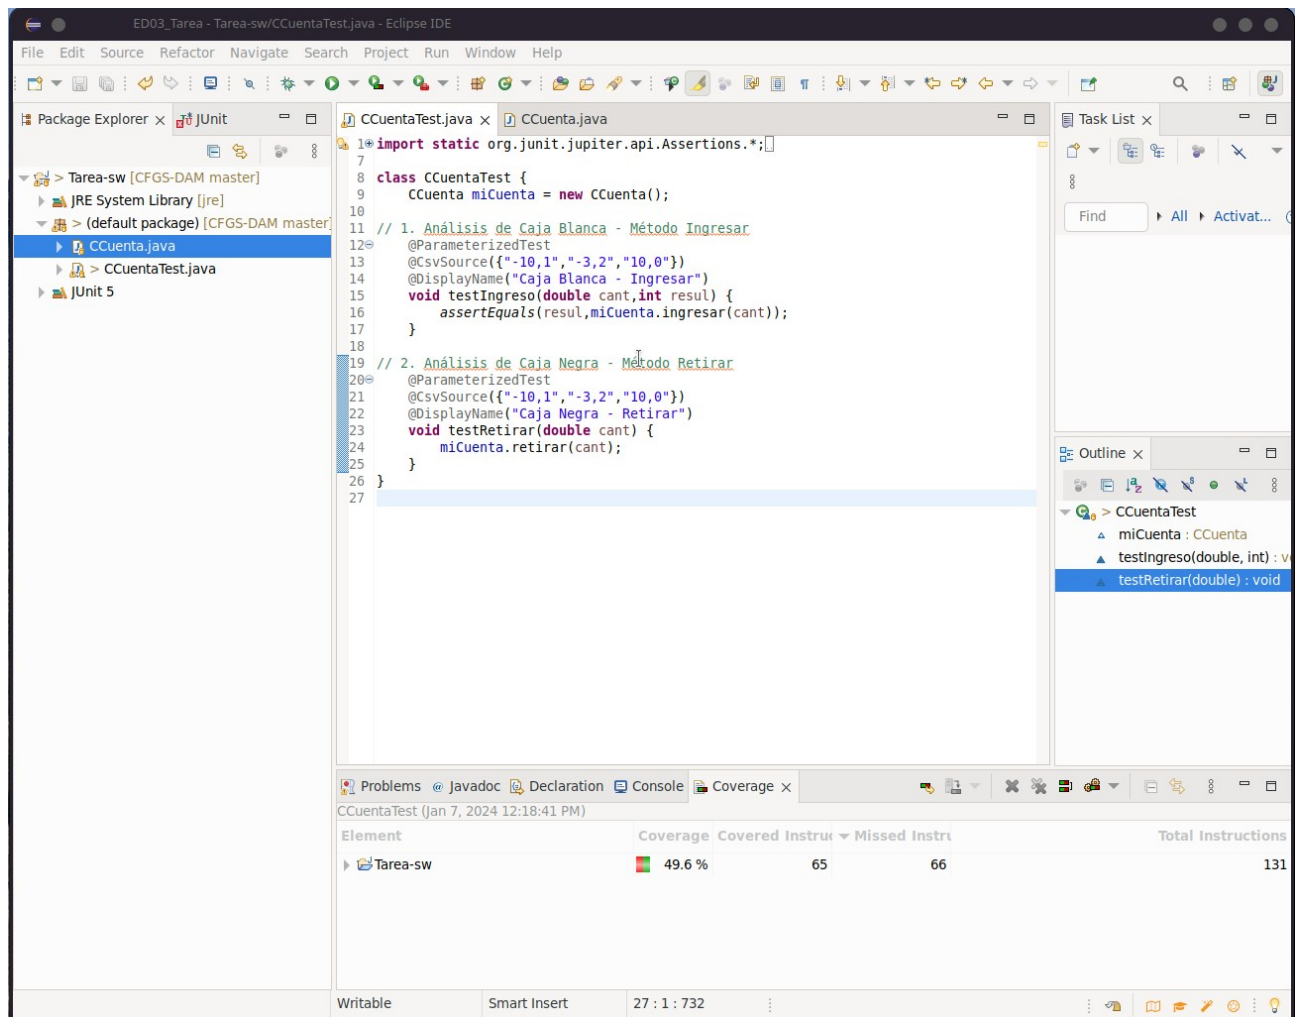 ED03_Tarea - Tarea-sw/CCuentaTest.java - Eclipse IDE
File Edit Source Refactor Navigate Search Project Run Window Help
Package Explorer JUnit
Tarea-sw [CFGS-DAM master]
JRE System Library [jre]
> (default package) [CFGS-DAM master]
CCuenta.java
> CCuentaTest.java
JUnit 5
CCuentaTest.java CCuenta.java
1 import static org.junit.jupiter.api.Assertions.*;
7
8 class CCuentaTest {
9 CCuenta miCuenta = new CCuenta();
10
11 // 1. Análisis de Caja Blanca - Método Ingresar
12 @ParameterizedTest
13 @CsvSource({"-10,1","-3,2","10,0"})
14 @DisplayName("Caja Blanca - Ingresar")
15 void testIngreso(double cant,int resul) {
16 assertEquals(resul,miCuenta.ingresar(cant));
17 }
18
19 // 2. Análisis de Caja Negra - Método Retirar
20 @ParameterizedTest
21 @CsvSource({"-10,1","-3,2","10,0"})
22 @DisplayName("Caja Negra - Retirar")
23 void testRetirar(double cant) {
24 miCuenta.retirar(cant);
25 }
26 }
27
Task List
Find All Activat...
Outline
> CCuentaTest
miCuenta : CCuenta
testIngreso(double, int) : v
testRetirar(double) : void
Problems @ Javadoc Declaration Console Coverage
CCuentaTest (Jan 7, 2024 12:18:41 PM)
Element Coverage Covered Instruc Missed Instru Total Instructions
Tarea-sw 49.6 % 65 66 131
Writable Smart Insert 27 : 1 : 732